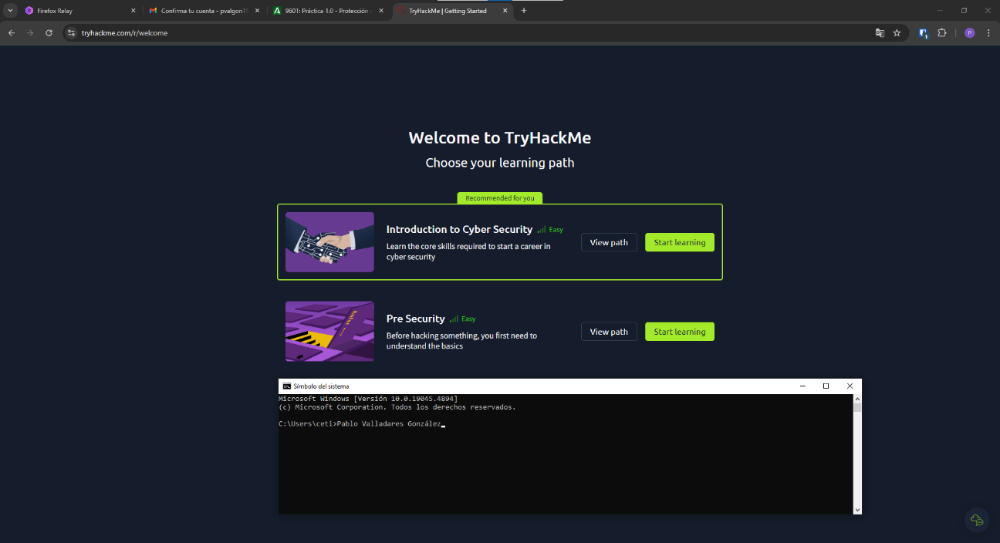 Firefox Relay
Confirma tu cuenta - pvalgon15
9601: Práctica 1.0 - Protección
TryHackMe | Getting Started
tryhackme.com/r/welcome
Welcome to TryHackMe
Choose your learning path
Recommended for you
Introduction to Cyber Security Easy
Learn the core skills required to start a career in
cyber security
View path
Start learning
Pre Security Easy
Before hacking something, you first need to
understand the basics
View path
Start learning
Símbolo del sistema
Microsoft Windows [Versión 10.0.19045.4894]
(c) Microsoft Corporation. Todos los derechos reservados.
C:\Users\ceti>Pablo Valladares González